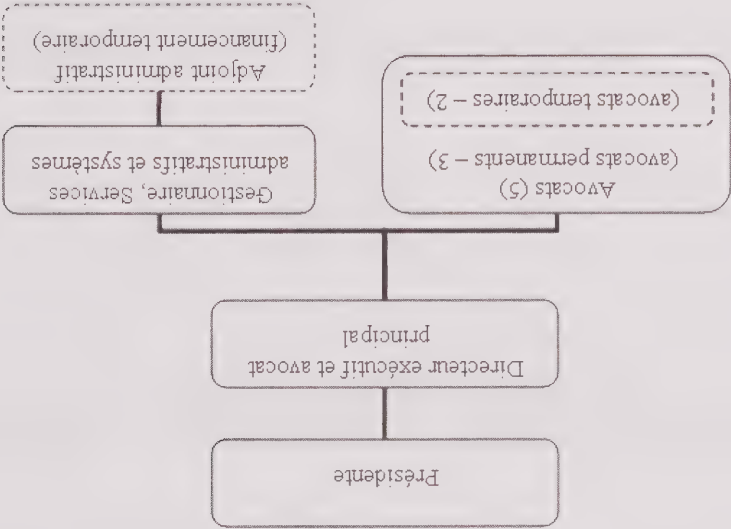 Présidente
Directeur exécutif et avocat
principal
Avocats (5)
(avocats permanents – 3)
(avocats temporaires – 2)
Gestionnaire, Services
administratifs et systèmes
Adjoint administratif
(financement temporaire)